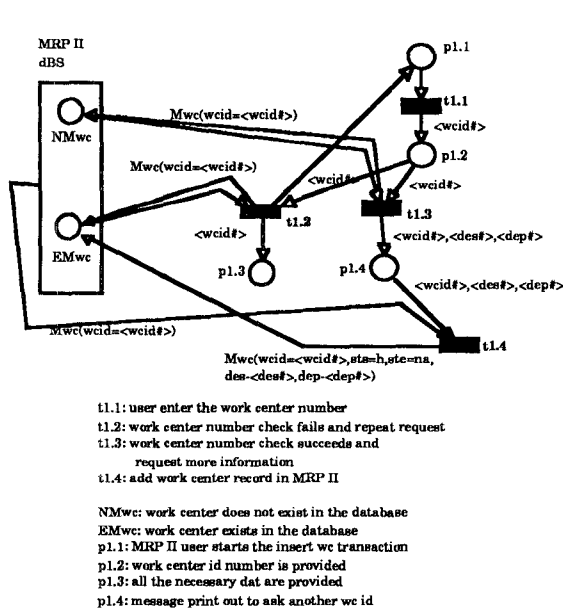 MRP II
dBS
p1.1
t1.1
Mwc(wcid=<wcid#>)
<wcid#>
NMwc
p1.2
Mwc(wcid=<wcid#>)
<wcid#>
<wcid#>
t1.2
t1.3
<wcid#>
<wcid#>,<des#>,<dep#>
EMwc
p1.3
p1.4
<wcid#>,<des#>,<dep#>
Mwc(wcid=<wcid#>)
t1.4
Mwc(wcid=<wcid#>,sts=h,ste=na,
des-<des#>,dep-<dep#>)
t1.1: user enter the work center number
t1.2: work center number check fails and repeat request
t1.3: work center number check succeeds and
request more information
t1.4: add work center record in MRP II
NMwc: work center does not exist in the database
EMwc: work center exists in the database
p1.1: MRP II user starts the insert wc transaction
p1.2: work center id number is provided
p1.3: all the necessary dat are provided
p1.4: message print out to ask another wc id